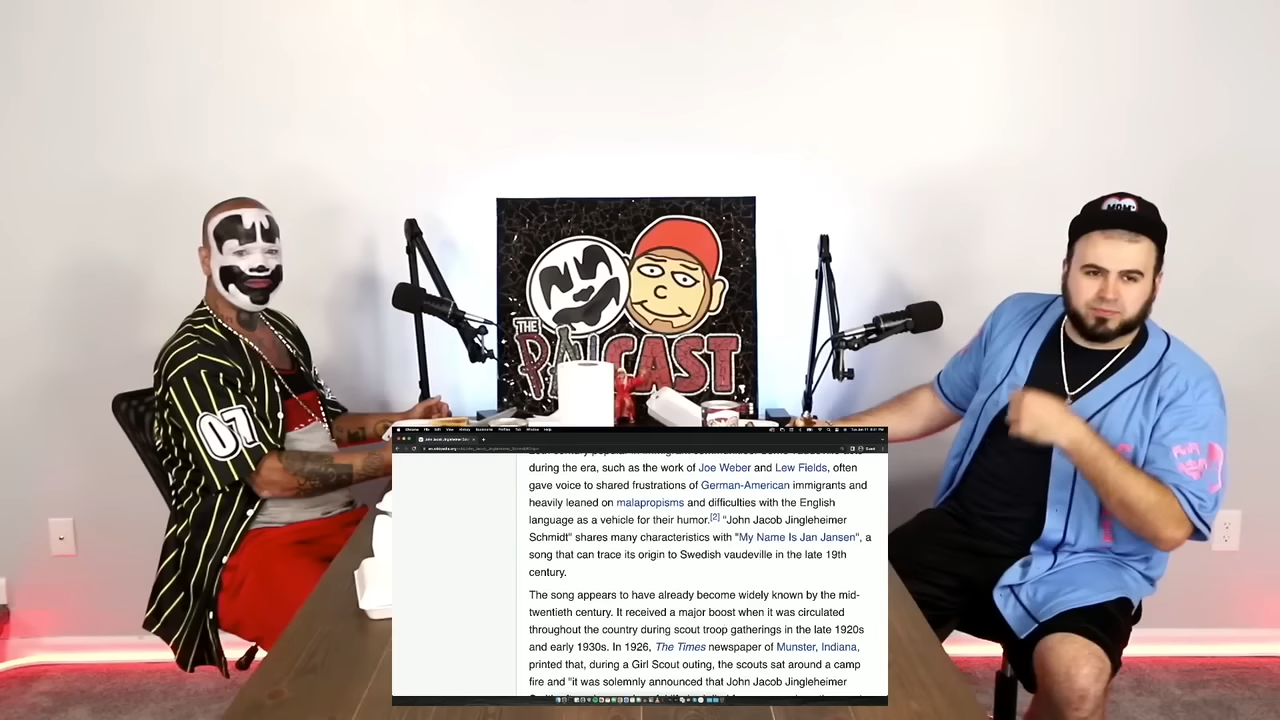 MOM
THE
CAST
07
during the era, such as the work of Joe Weber and Lew Fields, often
gave voice to shared frustrations of German-American immigrants and
heavily leaned on malapropisms and difficulties with the English
language as a vehicle for their humor.[2] "John Jacob Jingleheimer
Schmidt" shares many characteristics with "My Name Is Jan Jansen", a
song that can trace its origin to Swedish vaudeville in the late 19th
century.
The song appears to have already become widely known by the mid-
twentieth century. It received a major boost when it was circulated
throughout the country during scout troop gatherings in the late 1920s
and early 1930s. In 1926, The Times newspaper of Munster, Indiana,
printed that, during a Girl Scout outing, the scouts sat around a camp
fire and "it was solemnly announced that John Jacob Jingleheimer